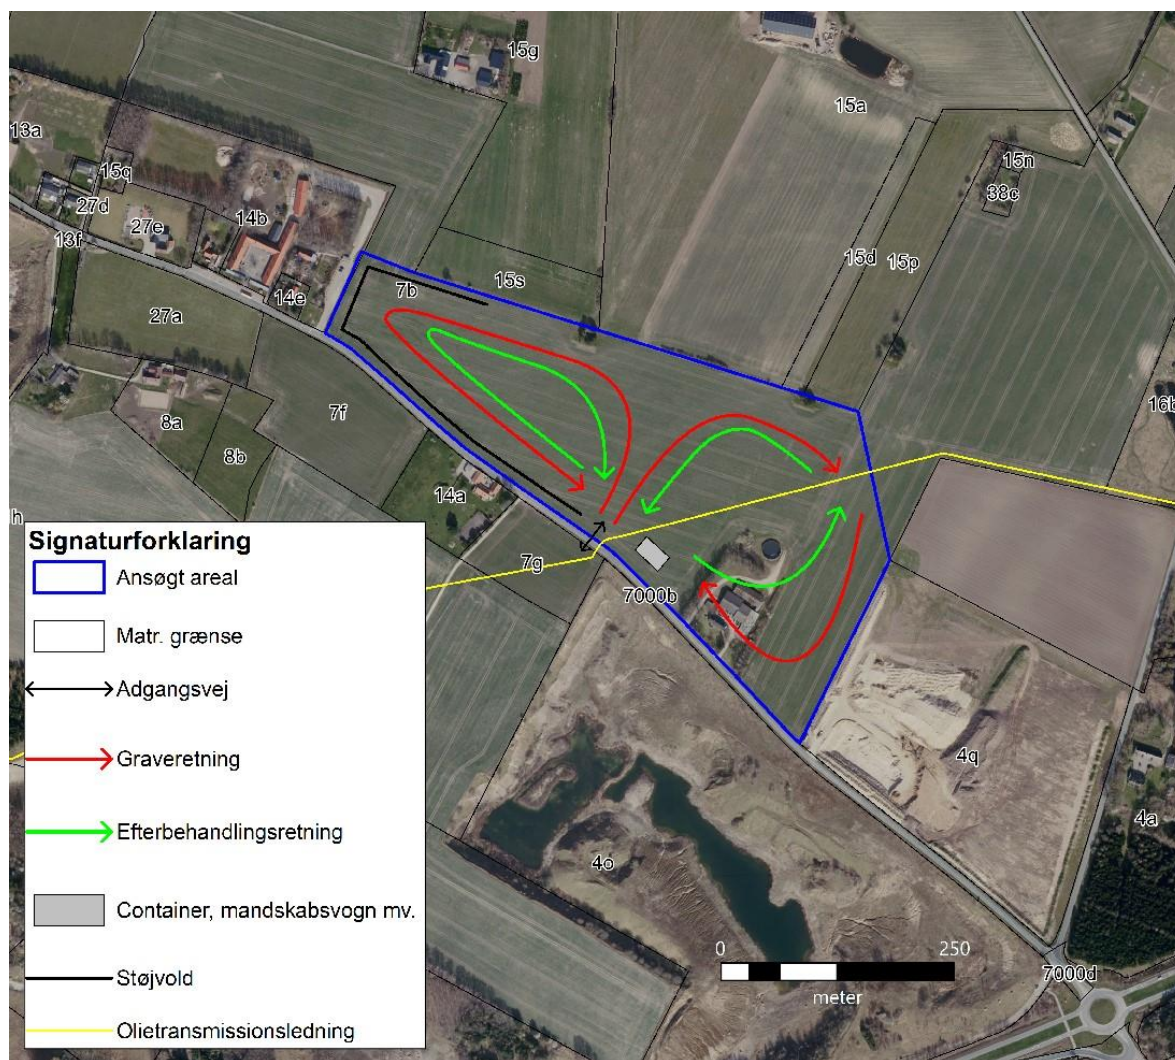 15g
15a
13a
15n
15q
38c
27d
14b
27e
13f
15d
15p
15s
14e
7b
27a
16b
7f
8a
8b
14a
h
7g
7000b
4q
4a
4o
7000d
Signaturforklaring
Ansøgt areal
Matr. grænse
Adgangsvej
Graveretning
Efterbehandlingsretning
Container, mandskabsvogn mv.
Støjvold
Olietransmissionsledning
0 250
meter